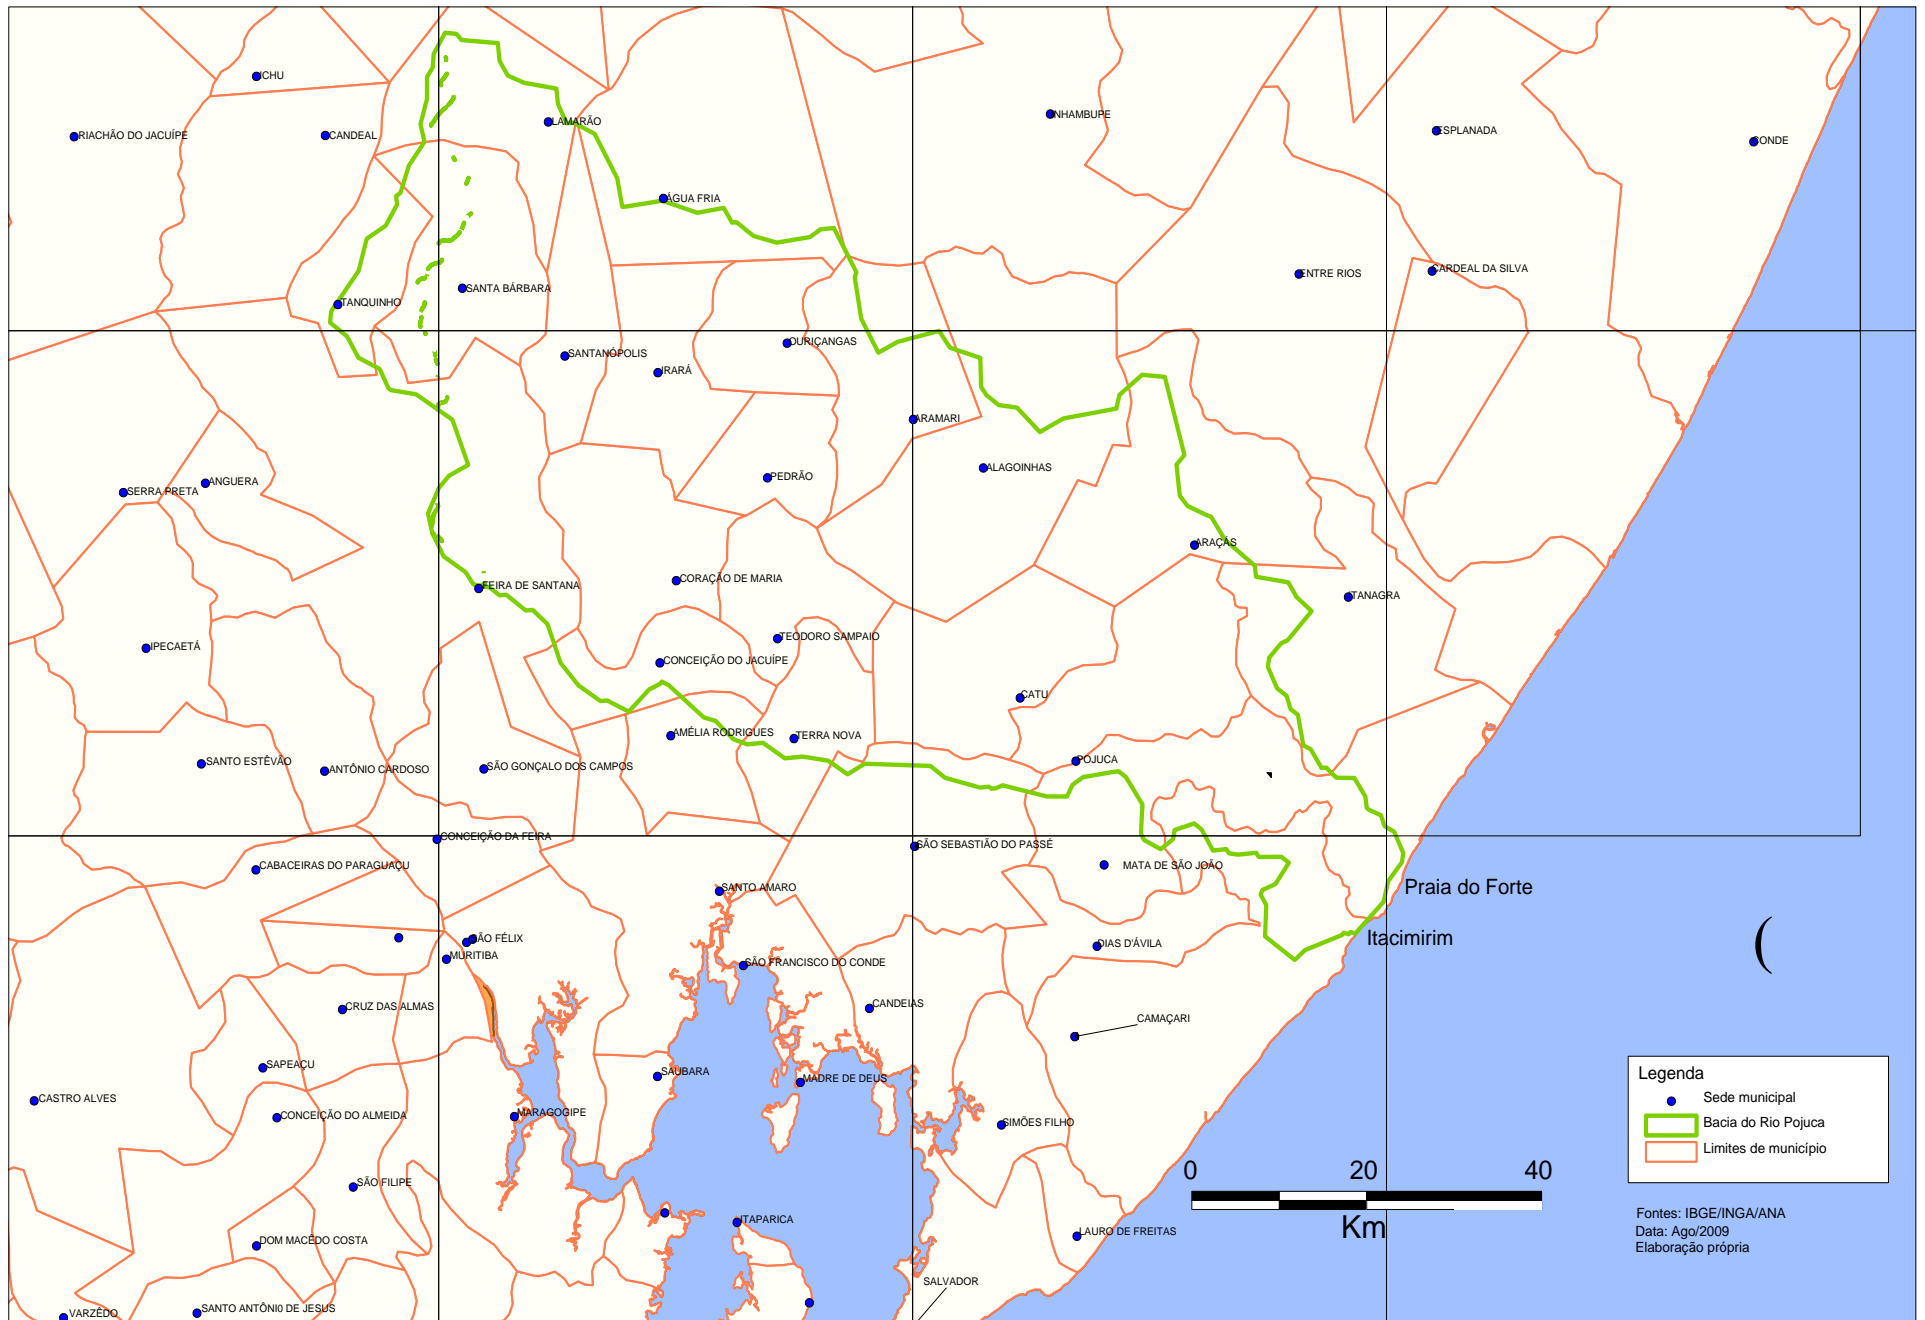 ICHU
RIACHÃO DO JACUÍPE
CANDEAL
LAMARÃO
INHAMBUPE
ESPLANADA
CONDE
ÁGUA FRIA
TANQUINHO
SANTA BÁRBARA
ENTRE RIOS
CARDEAL DA SILVA
SANTANÓPOLIS
IRARÁ
OURIÇANGAS
ARAMARI
ALAGOINHAS
PEDRÃO
SERRA PRETA
ANGUERA
ARAÇÁS
FEIRA DE SANTANA
CORAÇÃO DE MARIA
ITANAGRA
IPECAETÁ
TEODORO SAMPAIO
CONCEIÇÃO DO JACUÍPE
CATU
AMÉLIA RODRIGUES
TERRA NOVA
SANTO ESTÊVÃO
ANTÔNIO CARDOSO
SÃO GONÇALO DOS CAMPOS
POJUCA
CONCEIÇÃO DA FEIRA
SÃO SEBASTIÃO DO PASSÉ
CABACEIRAS DO PARAGUAÇU
MATA DE SÃO JOÃO
Praia do Forte
SANTO AMARO
SÃO FÉLIX
MURITIBA
DIAS D'ÁVILA
Itacimirim
(
SÃO FRANCISCO DO CONDE
CRUZ DAS ALMAS
CANDEIAS
CAMAÇARI
SAPEAÇU
SAUBARA
MADRE DE DEUS
CASTRO ALVES
CONCEIÇÃO DO ALMEIDA
MARAGOGIPE
SIMÕES FILHO
SÃO FILIPE
ITAPARICA
LAURO DE FREITAS
DOM MACÊDO COSTA
SALVADOR
VARZÊDO
SANTO ANTÔNI0 DE JESUS
0 20 40
Km
Legenda
Sede municipal
Bacia do Rio Pojuca
Limites de município
Fontes: IBGE/INGA/ANA
Data: Ago/2009
Elaboração própria